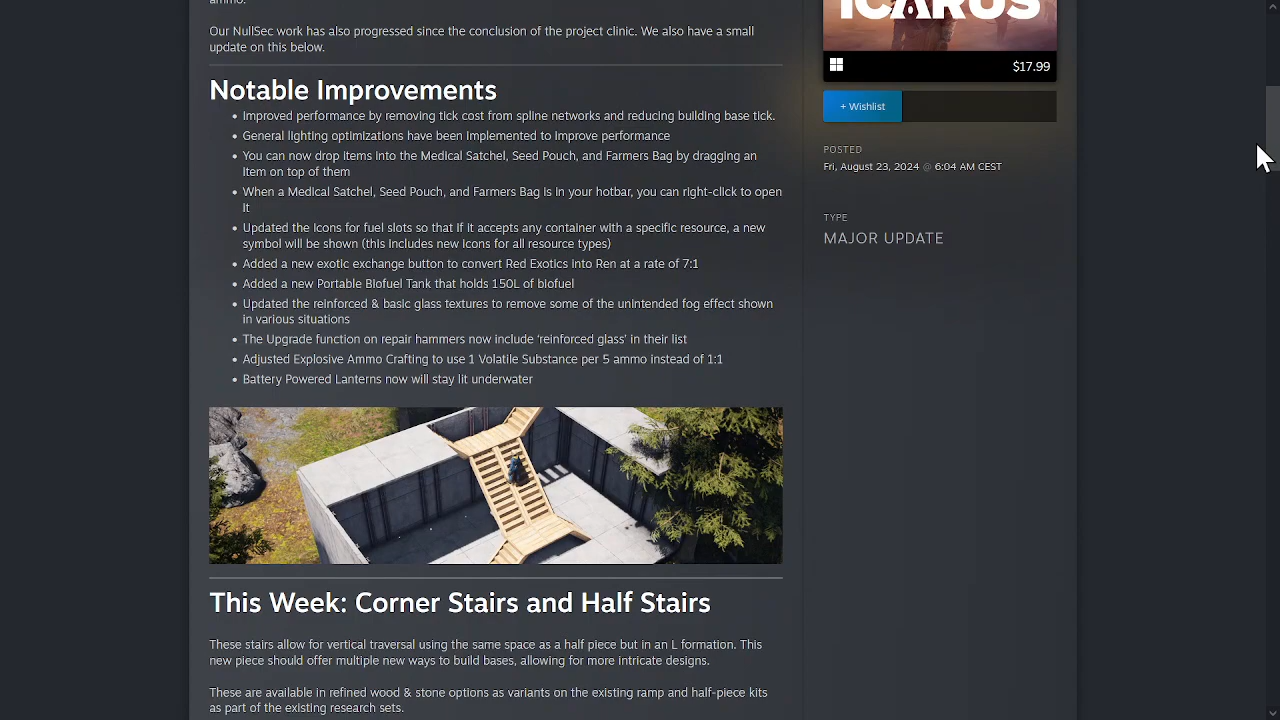 ammo.
Our NullSec work has also progressed since the conclusion of the project clinic. We also have a small
update on this below.
Notable Improvements
• Improved performance by removing tick cost from spline networks and reducing building base tick.
• General lighting optimizations have been implemented to improve performance
• You can now drop items into the Medical Satchel, Seed Pouch, and Farmers Bag by dragging an
item on top of them
• When a Medical Satchel, Seed Pouch, and Farmers Bag is in your hotbar, you can right-click to open
it
• Updated the icons for fuel slots so that if it accepts any container with a specific resource, a new
symbol will be shown (this includes new icons for all resource types)
• Added a new exotic exchange button to convert Red Exotics into Ren at a rate of 7:1
• Added a new Portable Biofuel Tank that holds 150L of biofuel
• Updated the reinforced & basic glass textures to remove some of the unintended fog effect shown
in various situations
• The Upgrade function on repair hammers now include ‘reinforced glass’ in their list
• Adjusted Explosive Ammo Crafting to use 1 Volatile Substance per 5 ammo instead of 1:1
• Battery Powered Lanterns now will stay lit underwater
This Week: Corner Stairs and Half Stairs
These stairs allow for vertical traversal using the same space as a half piece but in an L formation. This
new piece should offer multiple new ways to build bases, allowing for more intricate designs.
These are available in refined wood & stone options as variants on the existing ramp and half-piece kits
as part of the existing research sets.
ICARUS
$17.99
+ Wishlist
POSTED
Fri, August 23, 2024 @ 6:04 AM CEST
TYPE
MAJOR UPDATE